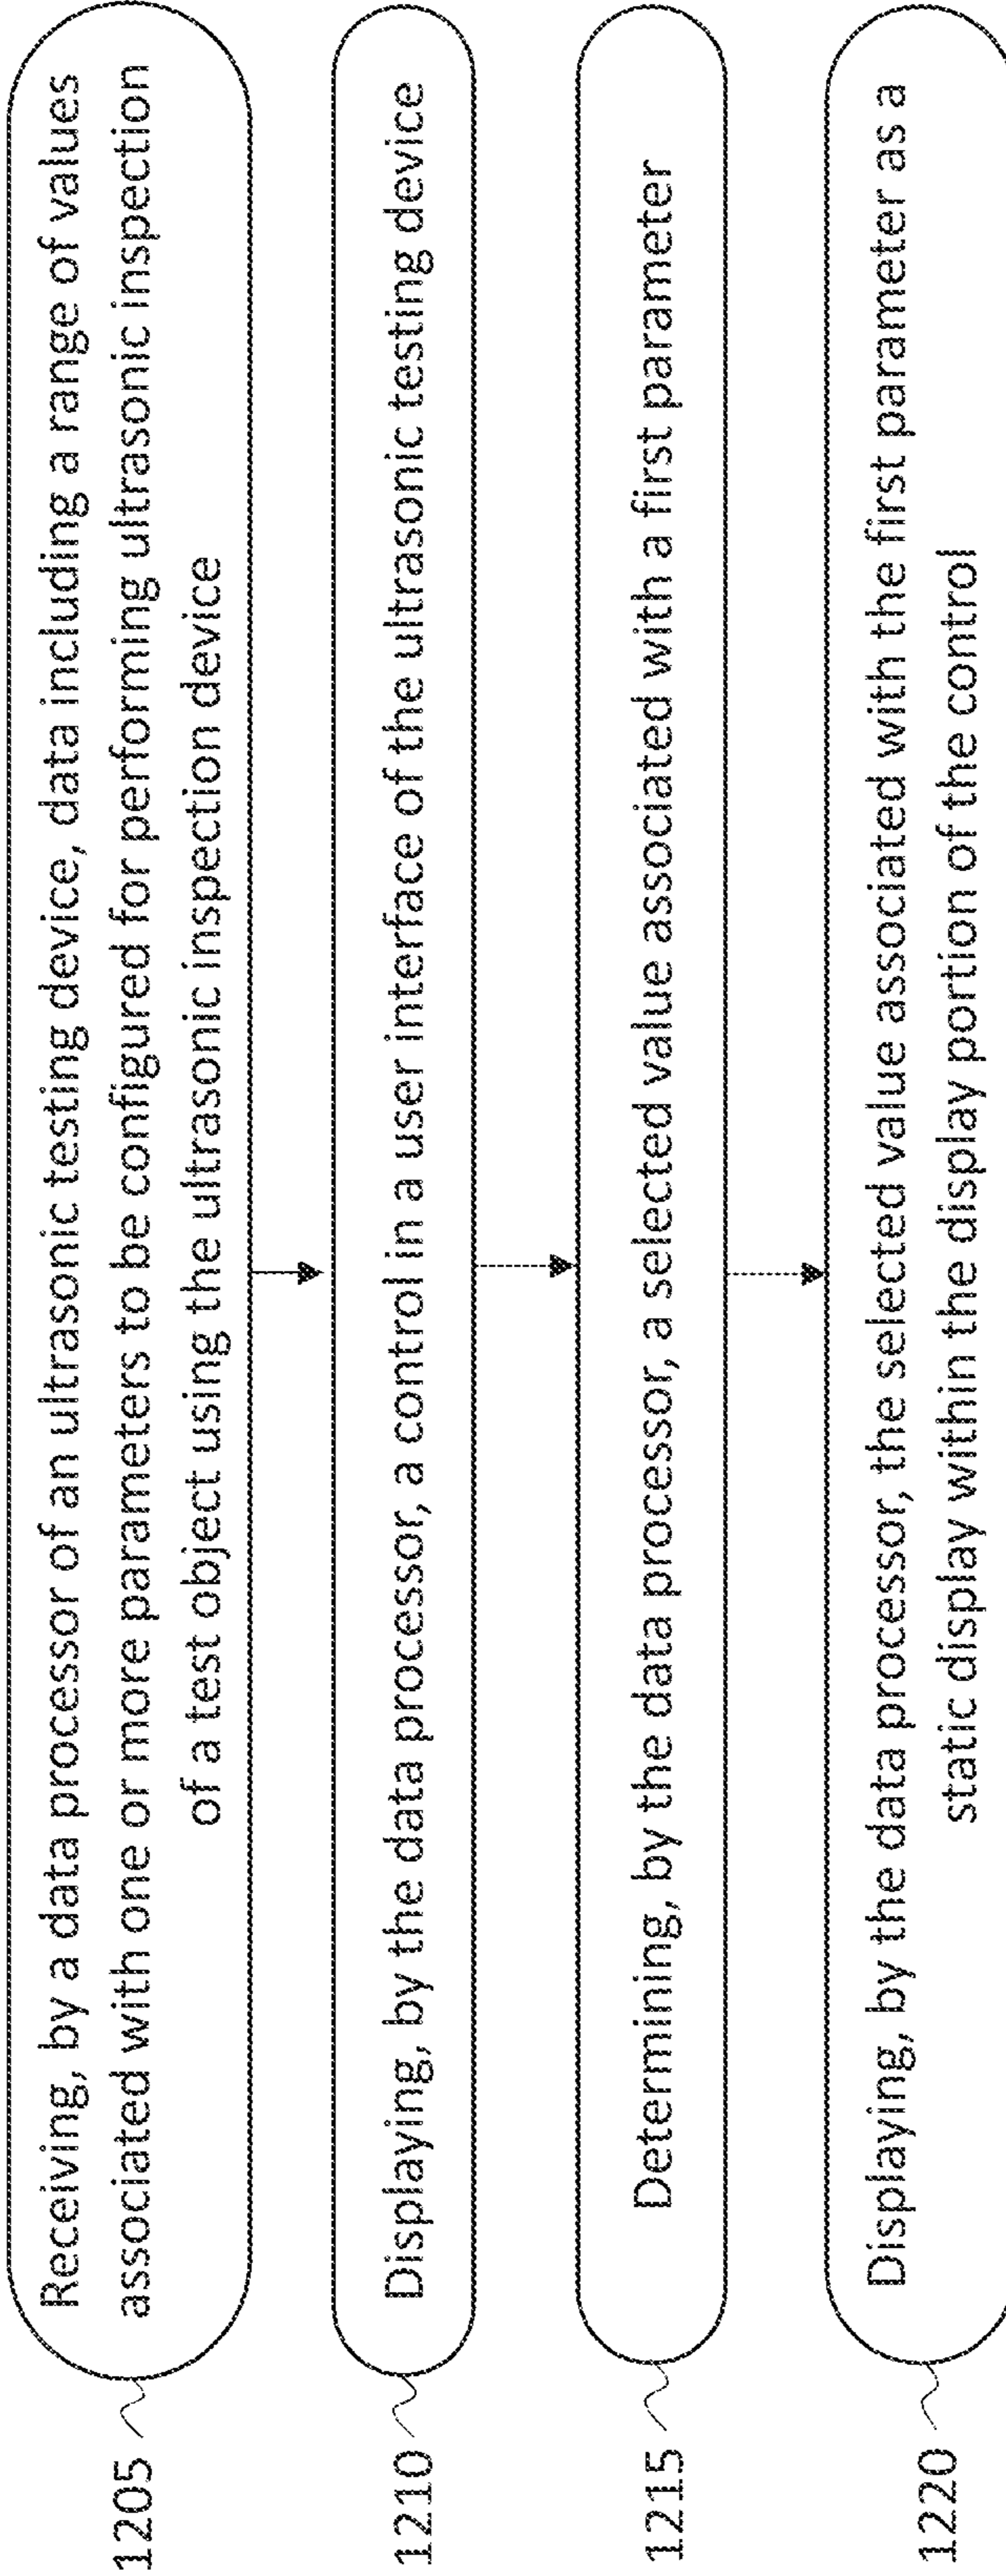 Receiving, by a data processor of an ultrasonic testing device, data including a range of values
associated with one or more parameters to be configured for performing ultrasonic inspection
of a test object using the ultrasonic inspection device
1205
Displaying, by the data processor, a control in a user interface of the ultrasonic testing device
1210
Determining, by the data processor, a selected value associated with a first parameter
1215
Displaying, by the data processor, the selected value associated with the first parameter as a
static display within the display portion of the control
1220